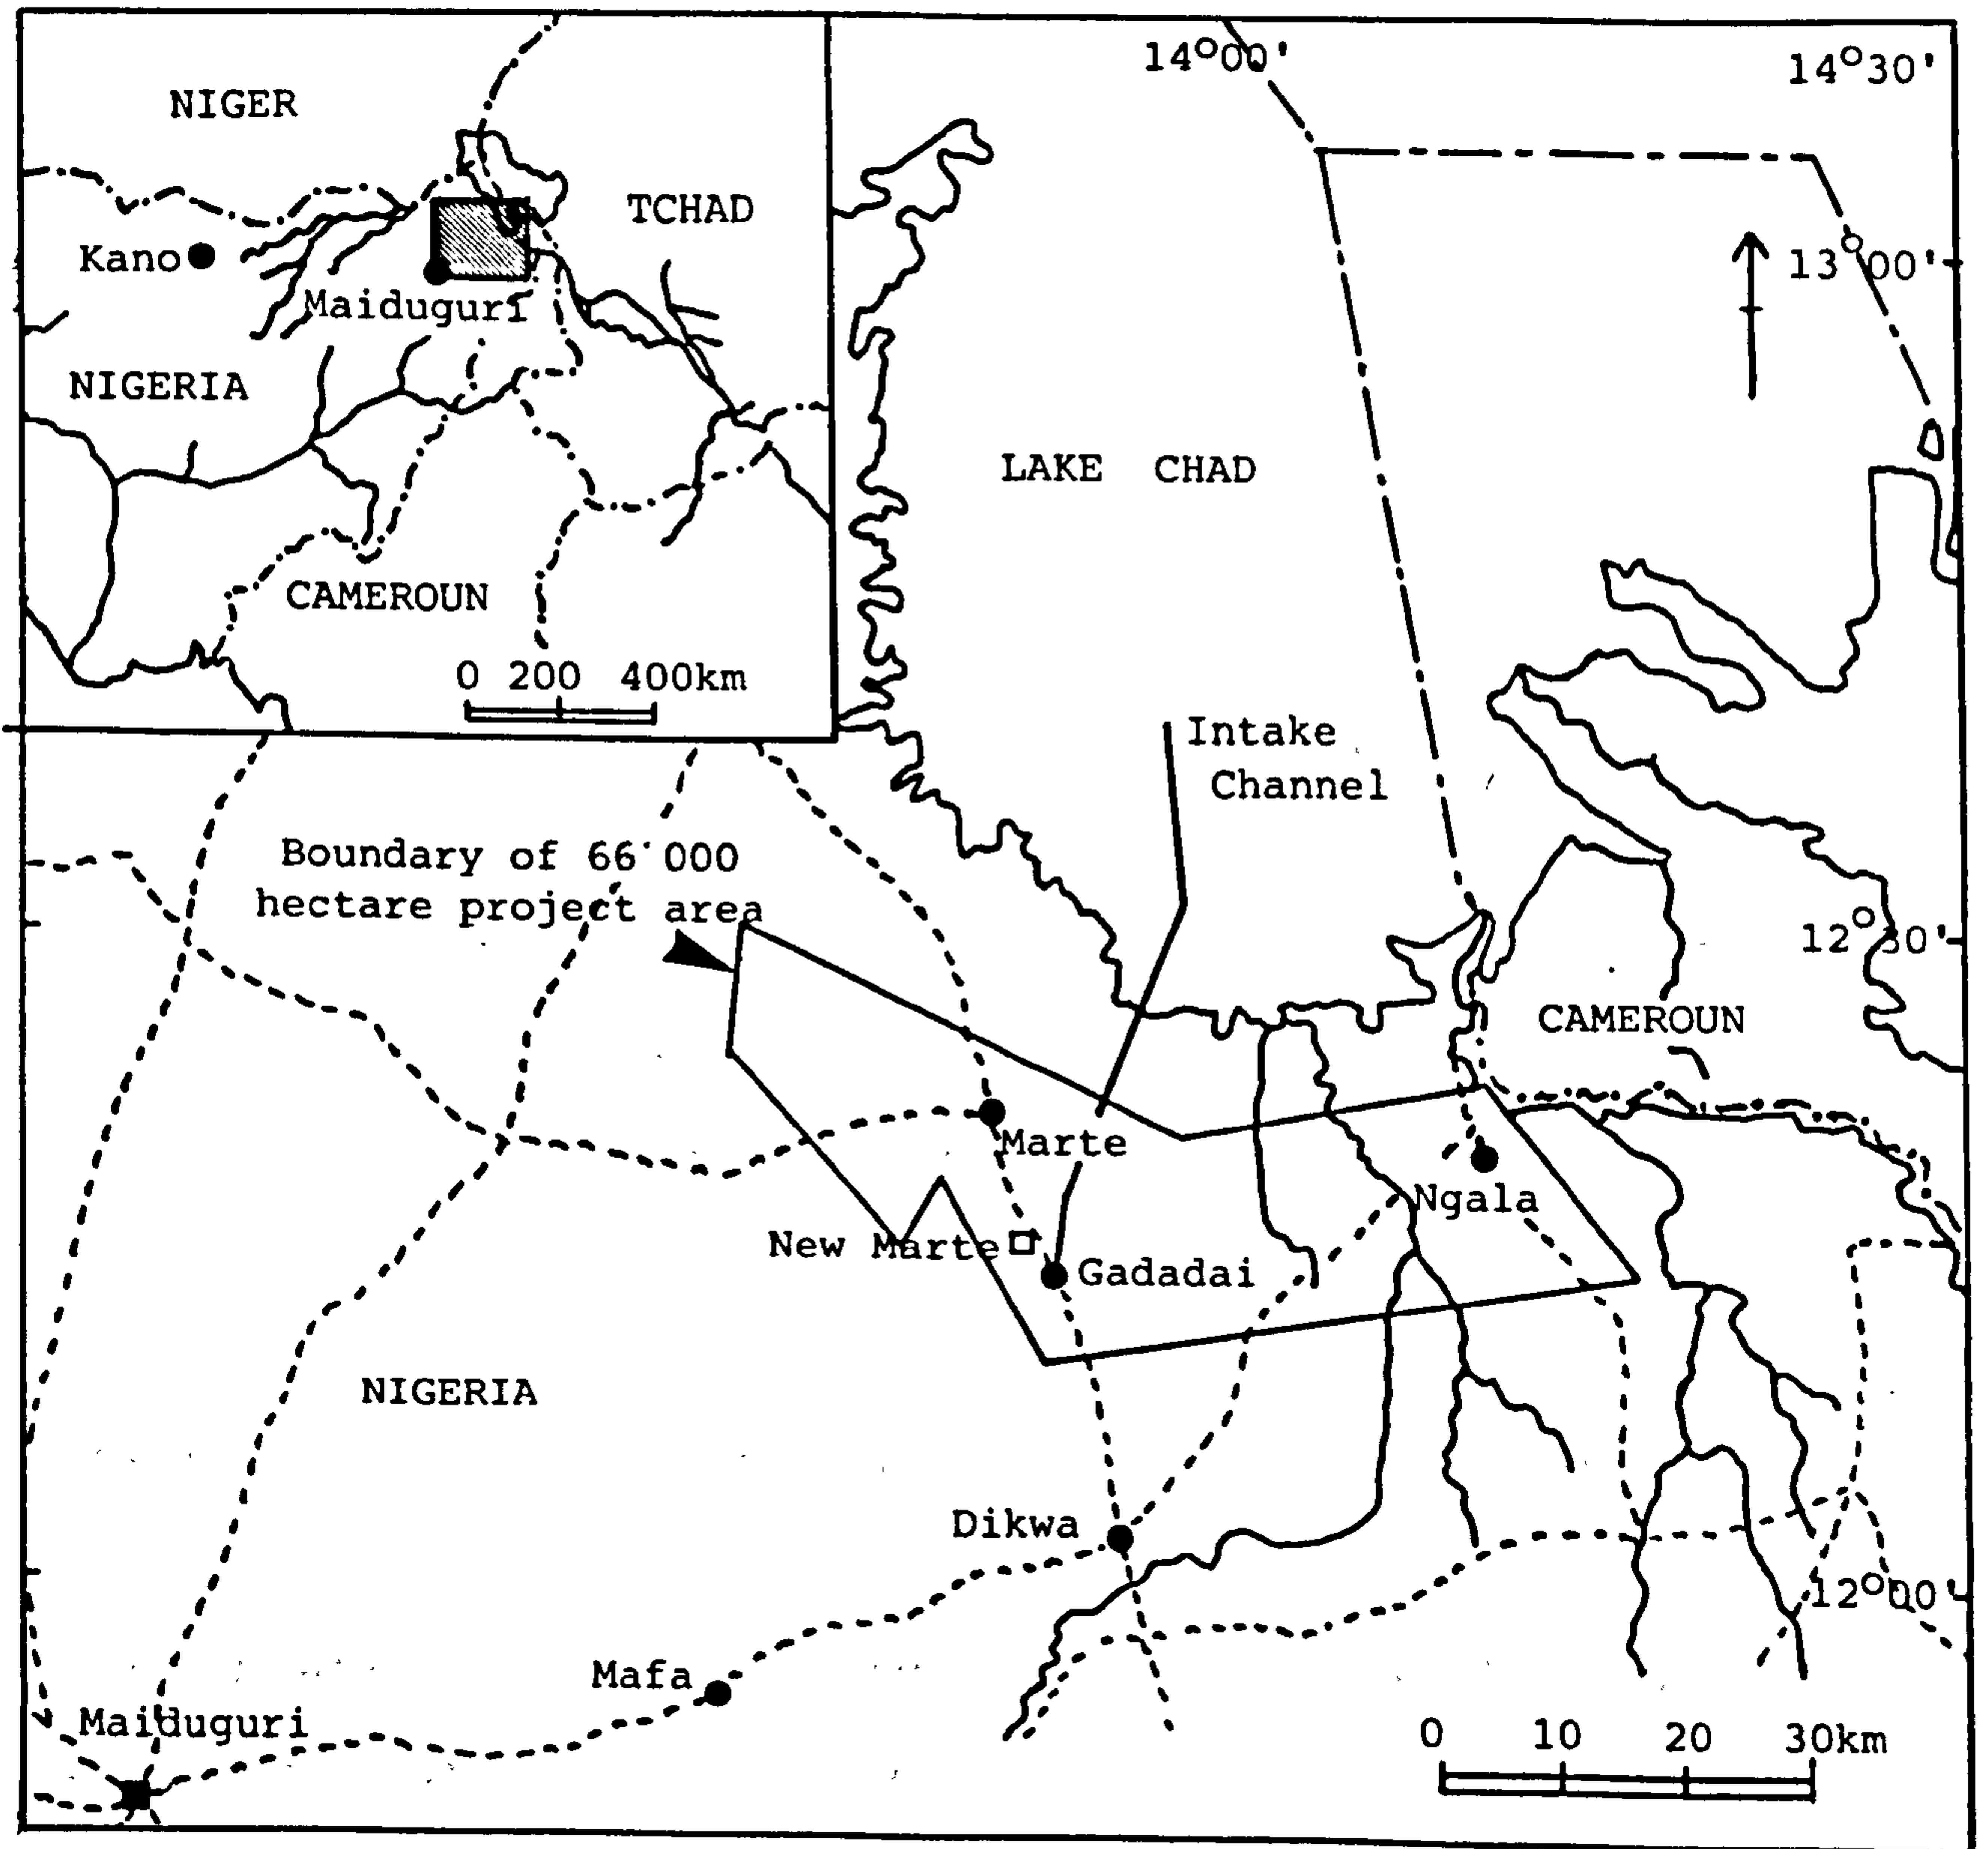 NIGER
TCHAD
Kano
Maiduguri
NIGERIA
CAMEROUN
0 200 400km
14°00'
14°30'
13°00'
LAKE CHAD
Intake
Channel
Boundary of 66'000
hectare project area
12°30'
CAMEROUN
Marte
Ngala
New Marte
Gadadai
NIGERIA
Dikwa
12°00'
Mafa
Maiduguri
0 10 20 30km